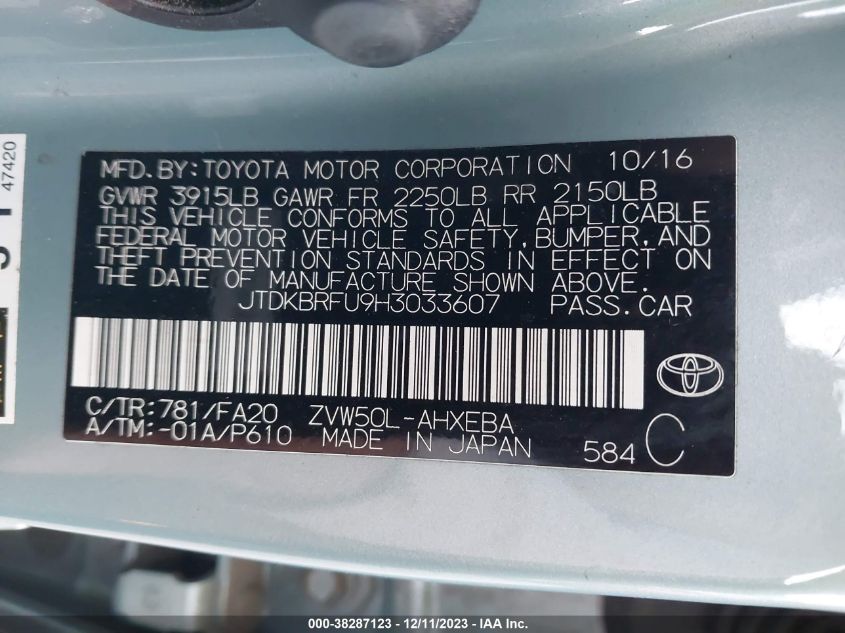 MFD.BY:TOYOTA MOTOR CORPORATION 10/16
GVWR 3915LB GAWR FR 2250LB RR 2150LB
THIS VEHICLE CONFORMS TO ALL APPLICABLE
FEDERAL MOTOR VEHICLE SAFETY,BUMPER,AND
THEFT PREVENTION STANDARDS IN EFFECT ON
THE DATE OF MANUFACTURE SHOWN ABOVE.
JTDKBRFU9H3033607 PASS.CAR
C/TR:781/FA20 ZVW50L-AHXEBA
A/TM:-01A/P610 MADE IN JAPAN 584 C
47420
000-38287123 - 12/11/2023 - IAA Inc.